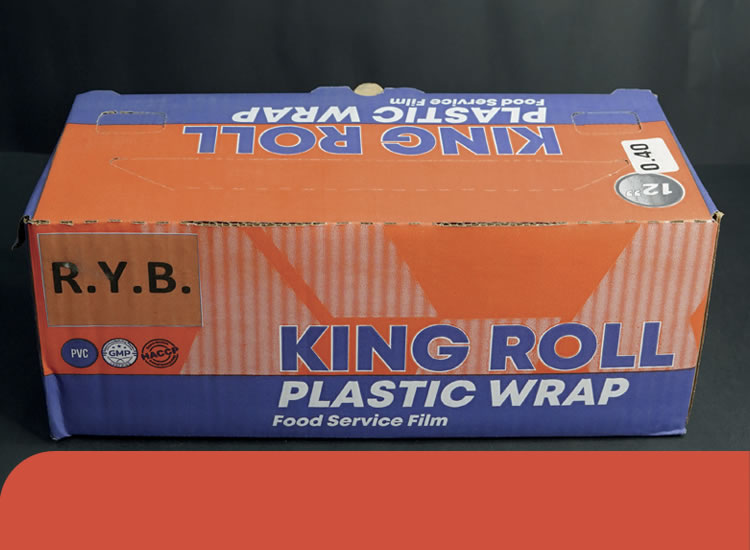 PLASTIC WRAP
Food Service Film
KING ROLL
0.40
12”
R.Y.B.
PVC
GMP
HACCP
KING ROLL
PLASTIC WRAP
Food Service Film